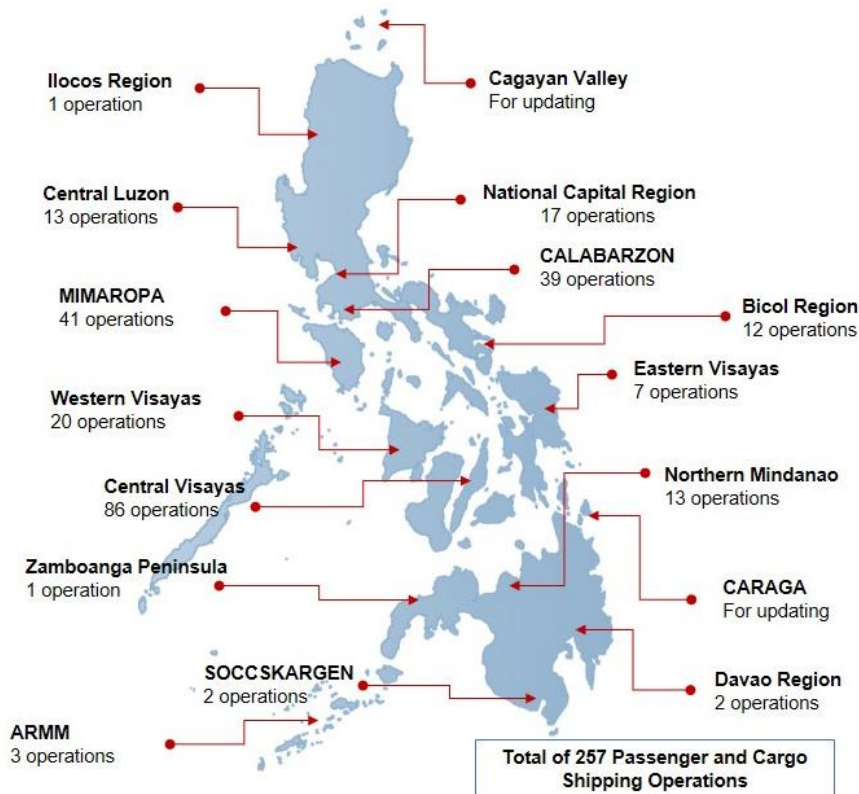 Ilocos Region
1 operation
Cagayan Valley
For updating
Central Luzon
13 operations
National Capital Region
17 operations
CALABARZON
39 operations
MIMAROPA
41 operations
Bicol Region
12 operations
Eastern Visayas
7 operations
Western Visayas
20 operations
Northern Mindanao
13 operations
Central Visayas
86 operations
Zamboanga Peninsula
1 operation
CARAGA
For updating
SOCCSKARGEN
2 operations
Davao Region
2 operations
ARMM
3 operations
Total of 257 Passenger and Cargo
Shipping Operations